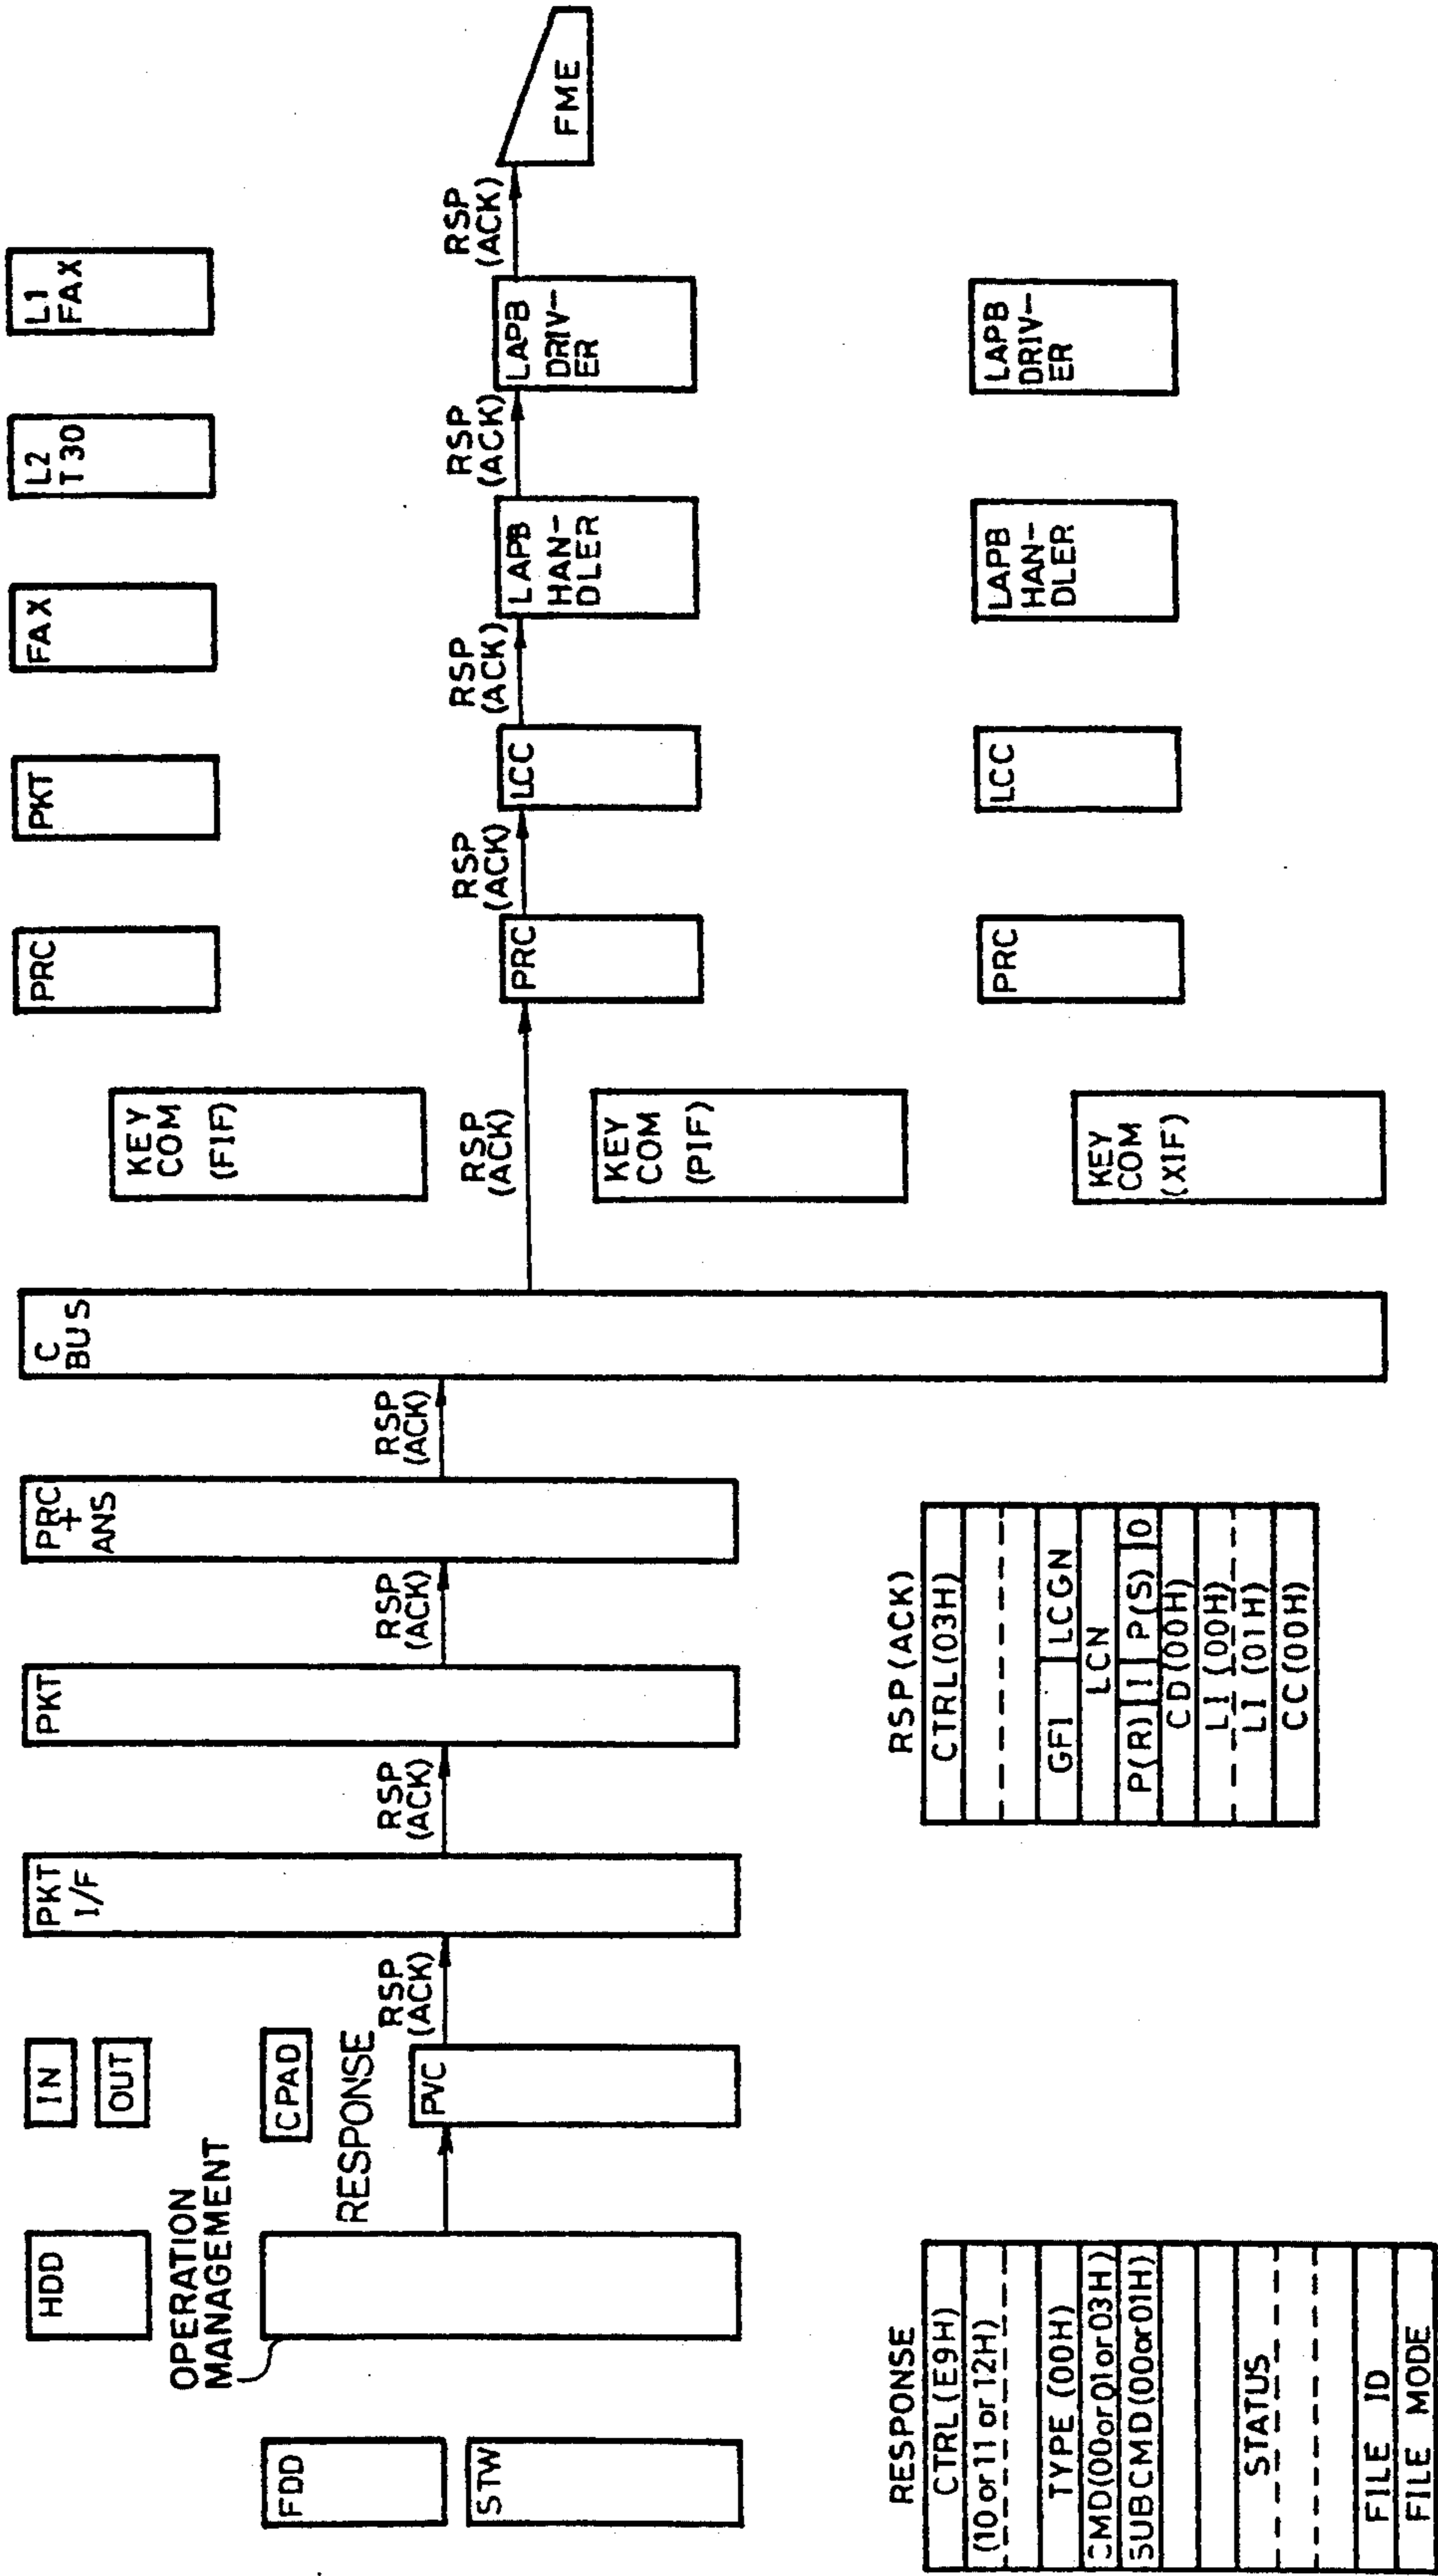 HDD
IN
OUT
PKT
I/F
PKT
PRC
+
ANS
C
BUS
KEY
COM
(FIF)
PRC
PKT
FAX
L2
T30
L1
FAX
OPERATION
MANAGEMENT
FDD
STW
CPAD
RESPONSE
PVC
RSP
(ACK)
RSP
(ACK)
RSP
(ACK)
RSP
(ACK)
RSP
(ACK)
KEY
COM
(PIF)
PRC
RSP
(ACK)
LCC
RSP
(ACK)
LAPB
HAN-
DLER
RSP
(ACK)
LAPB
DRIV-
ER
RSP
(ACK)
FME
KEY
COM
(XIF)
PRC
LCC
LAPB
HAN-
DLER
LAPB
DRIV-
ER
RESPONSE
CTRL (E9H)
(10 or 11 or 12H)
TYPE (00H)
CMD(00 or 01 or 03H)
SUBCMD(00 or 01H)
STATUS
FILE ID
FILE MODE
RSP(ACK)
CTRL(03H)
GFI LCGN
LCN
P(R) 1 P(S) 0
CD(00H)
LI (00H)
LI (01H)
CC(00H)